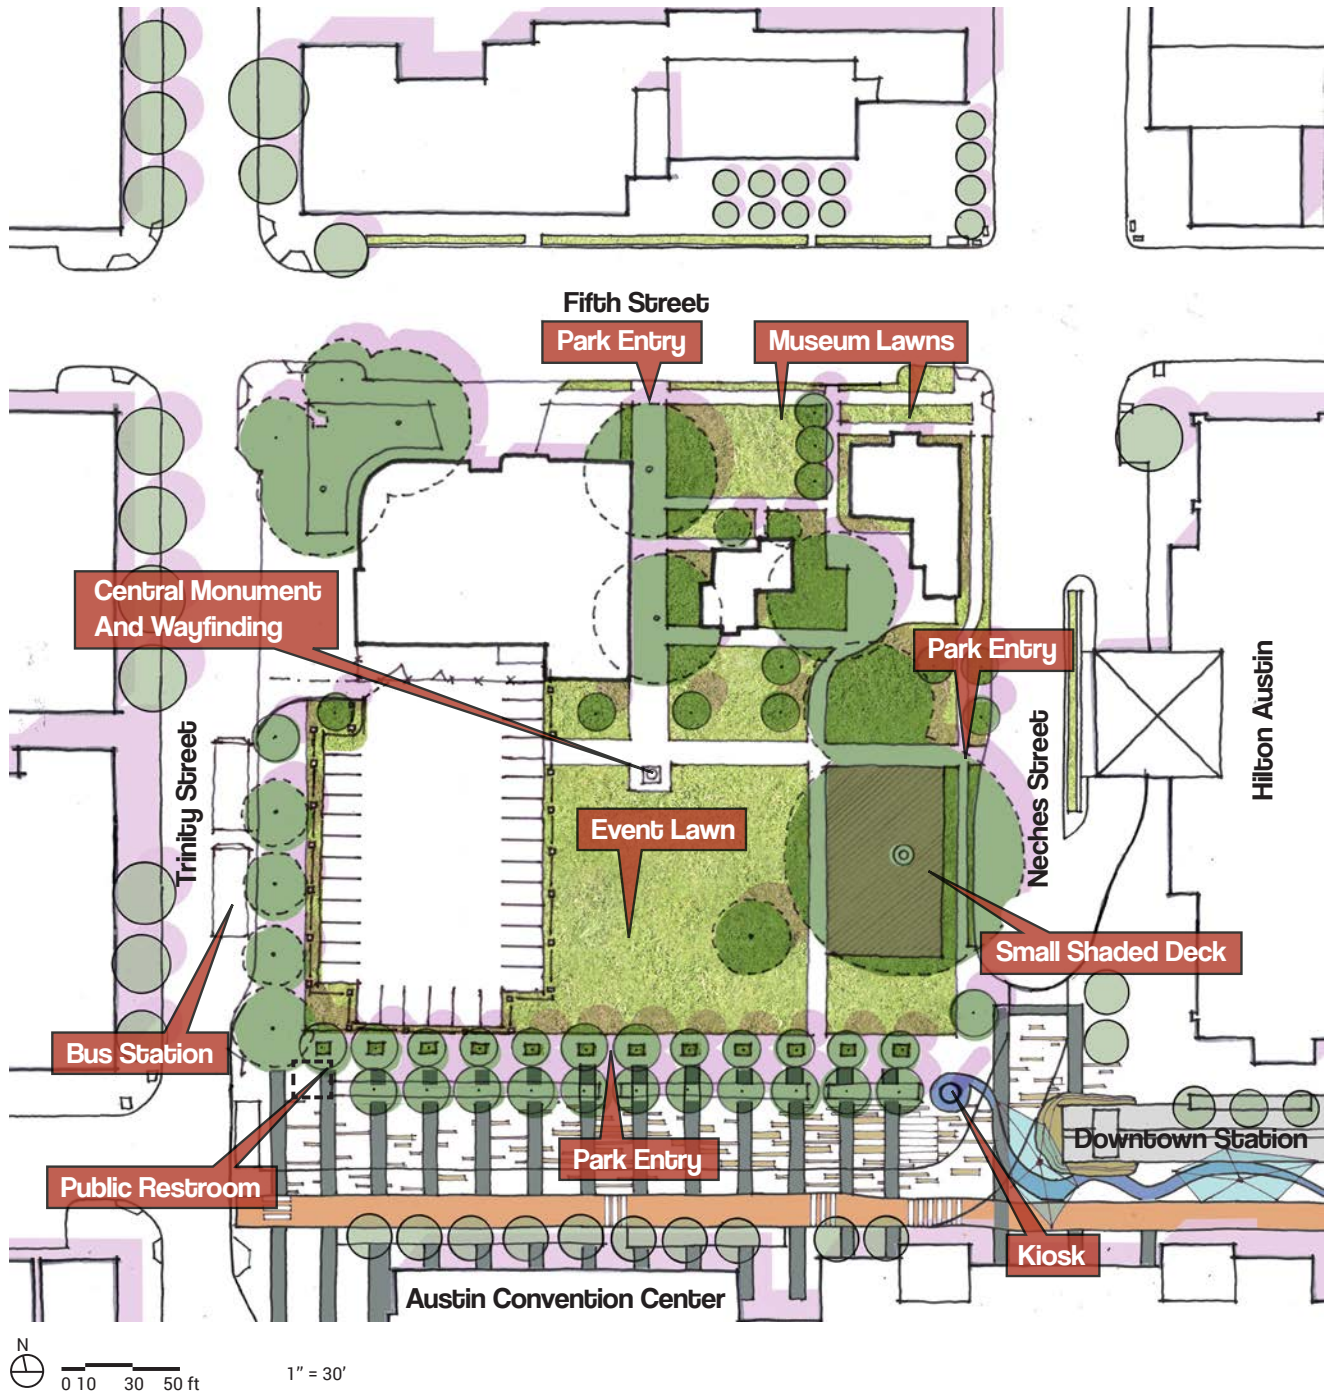 Fifth Street
Park Entry
Museum Lawns
Central Monument
And Wayfinding
Park Entry
Trinity Street
Neches Street
Hilton Austin
Event Lawn
Small Shaded Deck
Bus Station
Downtown Station
Park Entry
Public Restroom
Kiosk
Austin Convention Center
N
0 10 30 50 ft
1” = 30’